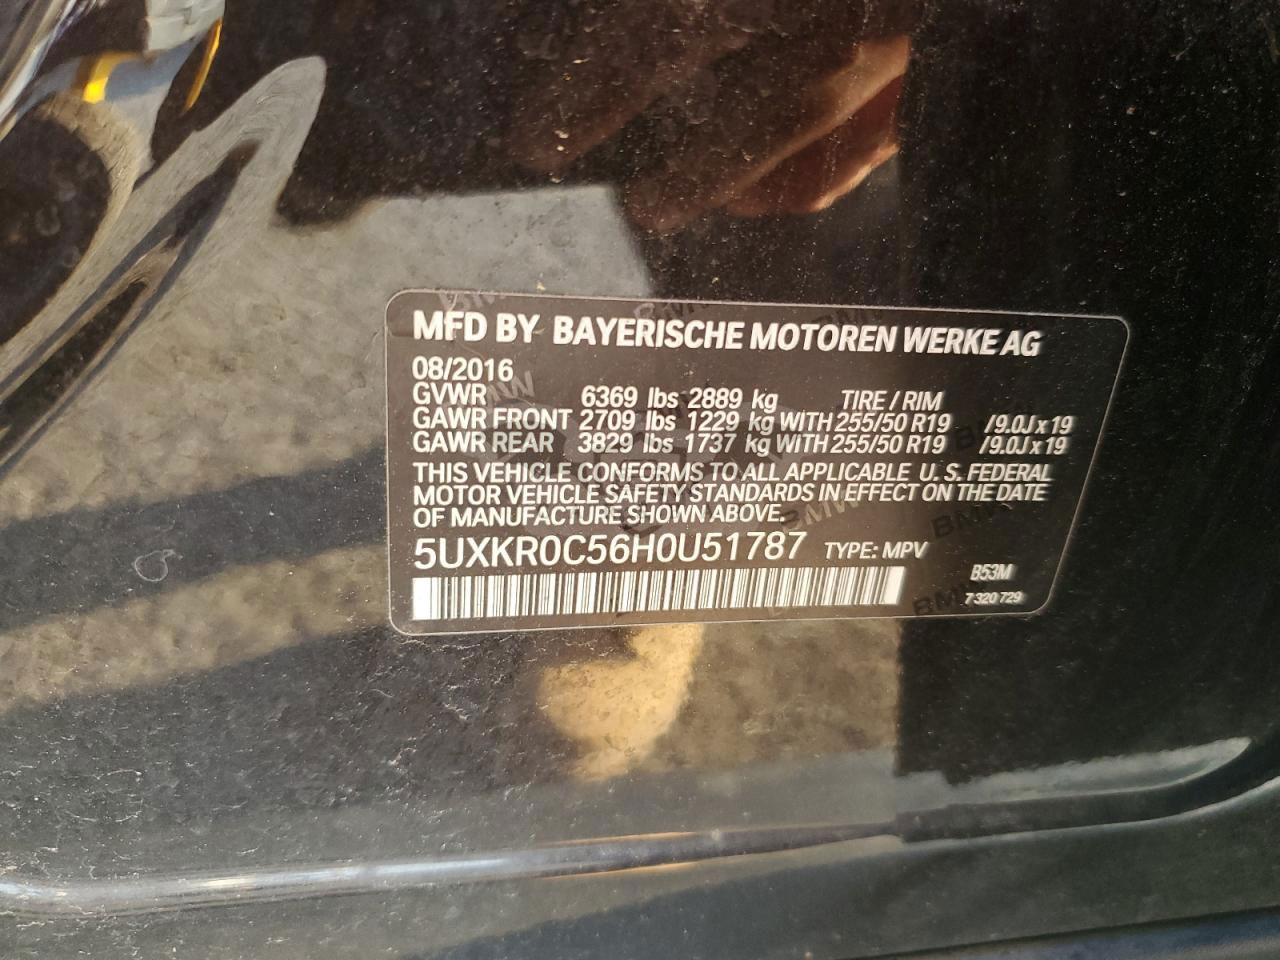 MFD BY BAYERISCHE MOTOREN WERKE AG
08/2016
GVWR 6369 lbs 2889 kg TIRE / RIM
GAWR FRONT 2709 lbs 1229 kg WITH 255/50 R19 /9.0J x 19
GAWR REAR 3829 lbs 1737 kg WITH 255/50 R19 /9.0J x 19
THIS VEHICLE CONFORMS TO ALL APPLICABLE U. S. FEDERAL
MOTOR VEHICLE SAFETY STANDARDS IN EFFECT ON THE DATE
OF MANUFACTURE SHOWN ABOVE.
5UXKR0C56H0U51787 TYPE: MPV
B53M
7 320 729